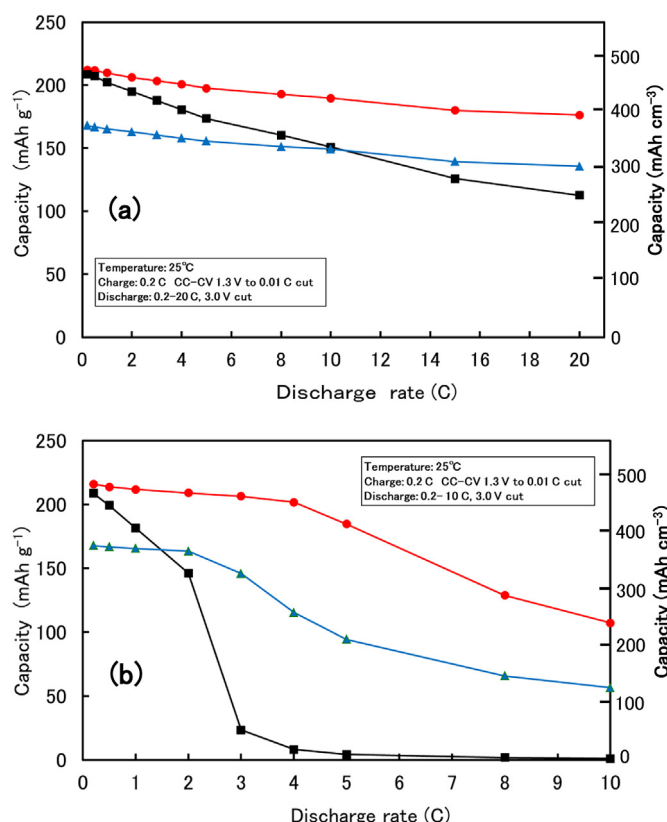 250
200
150
100
50
0
Capacity (mAh g⁻¹)
500
400
300
200
100
0
Capacity (mAh cm⁻³)
(a)
Temperature: 25°C
Charge: 0.2 C CC-CV 1.3 V to 0.01 C cut
Discharge: 0.2-20 C, 3.0 V cut
0 2 4 6 8 10 12 14 16 18 20
Discharge rate (C)
250
200
150
100
50
0
Capacity (mAh g⁻¹)
500
400
300
200
100
0
Capacity (mAh cm⁻³)
Temperature: 25°C
Charge: 0.2 C CC-CV 1.3 V to 0.01 C cut
Discharge: 0.2- 10 C, 3.0 V cut
(b)
0 1 2 3 4 5 6 7 8 9 10
Discharge rate (C)